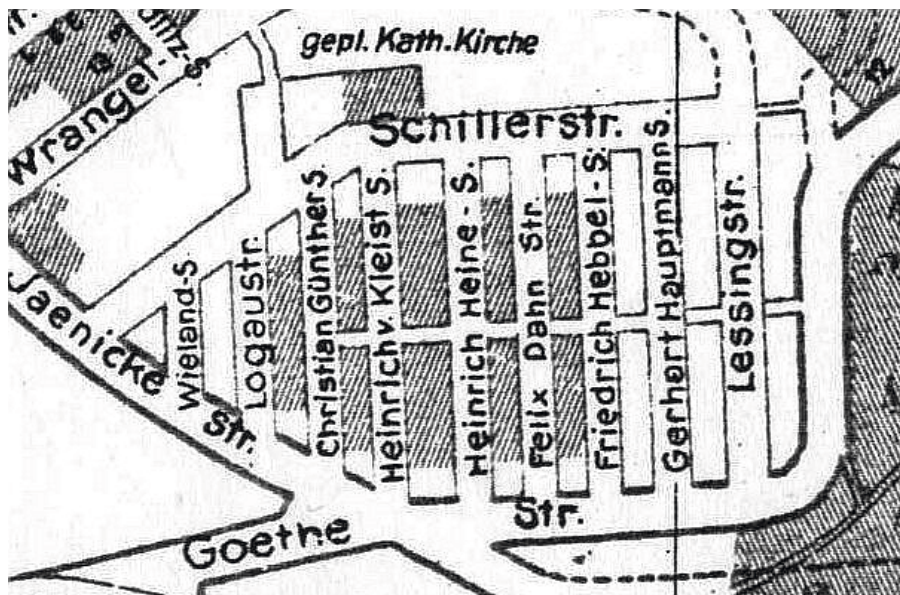 gepl. Kath. Kirche
Wrangel-
Schillerstr.
Jaenicke Str.
Wieland-S.
Logaustr.
Christian Günther S.
Heinrich v. Kleist S.
Heinrich Heine - S.
Felix Dahn Str.
Friedrich Hebbel - S.
Gerhart Hauptmann S.
Lessingstr.
Goethe Str.
12